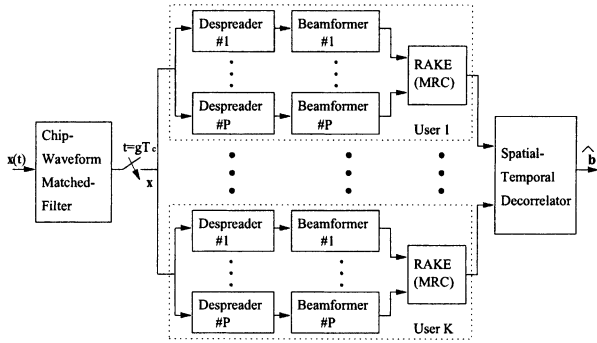 x(t)
Chip-
Waveform
Matched-
Filter
t=gTc
x
Despreader
#1
Beamformer
#1
Despreader
#P
Beamformer
#P
RAKE
(MRC)
User 1
Despreader
#1
Beamformer
#1
Despreader
#P
Beamformer
#P
RAKE
(MRC)
User K
Spatial-
Temporal
Decorrelator
b̂